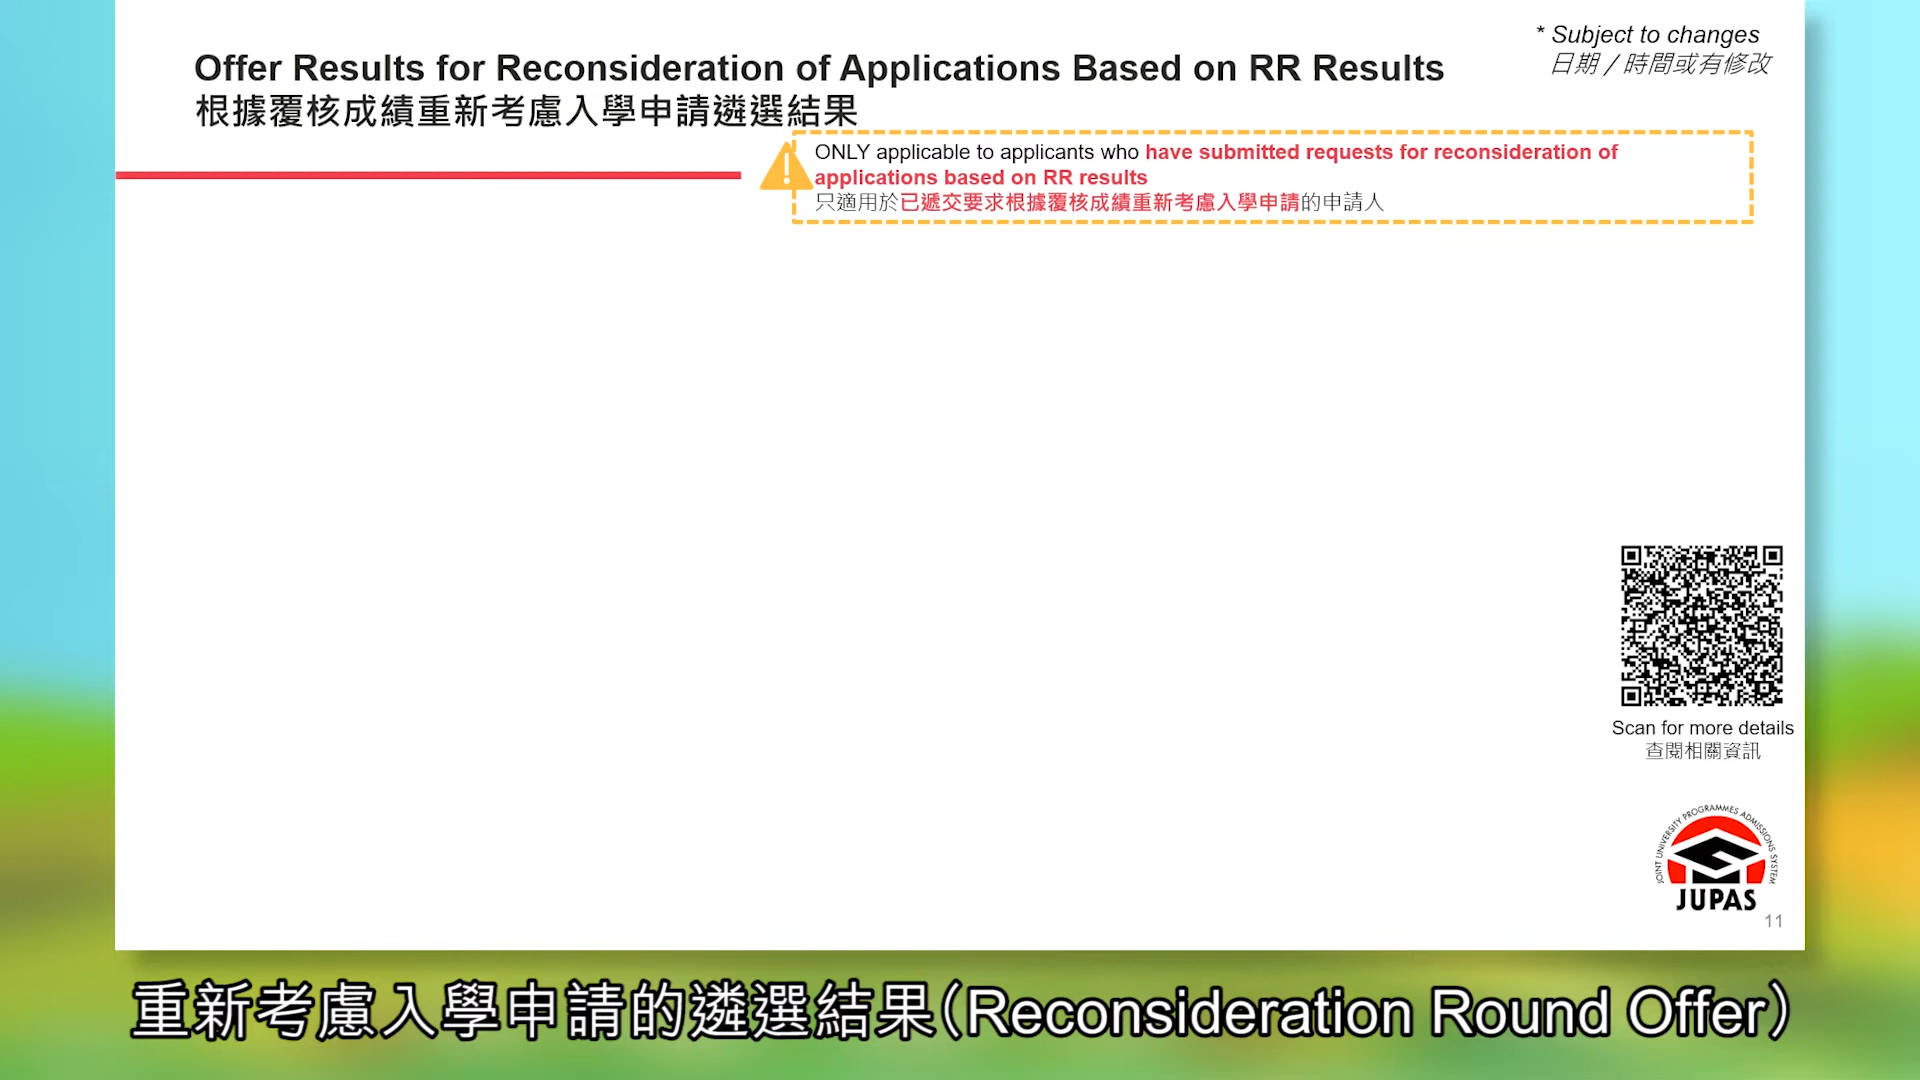 * Subject to changes
日期 / 時間或有修改
Offer Results for Reconsideration of Applications Based on RR Results
根據覆核成績重新考慮入學申請遴選結果
ONLY applicable to applicants who have submitted requests for reconsideration of
applications based on RR results
只適用於已遞交要求根據覆核成績重新考慮入學申請的申請人
Scan for more details
查閱相關資訊
JOINT UNIVERSITY PROGRAMMES ADMISSIONS SYSTEM
JUPAS
11
重新考慮入學申請的遴選結果(Reconsideration Round Offer)